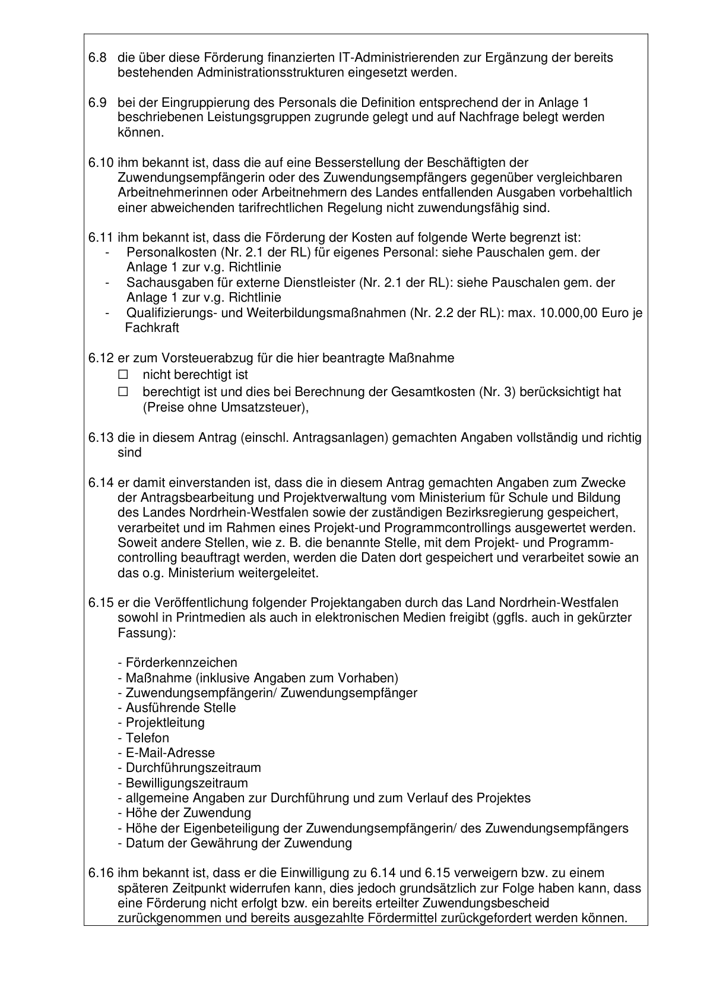 6.8 die über diese Förderung finanzierten IT-Administrierenden zur Ergänzung der bereits
bestehenden Administrationsstrukturen eingesetzt werden.
6.9 bei der Eingruppierung des Personals die Definition entsprechend der in Anlage 1
beschriebenen Leistungsgruppen zugrunde gelegt und auf Nachfrage belegt werden
können.
6.10 ihm bekannt ist, dass die auf eine Besserstellung der Beschäftigten der
Zuwendungsempfängerin oder des Zuwendungsempfängers gegenüber vergleichbaren
Arbeitnehmerinnen oder Arbeitnehmern des Landes entfallenden Ausgaben vorbehaltlich
einer abweichenden tarifrechtlichen Regelung nicht zuwendungsfähig sind.
6.11 ihm bekannt ist, dass die Förderung der Kosten auf folgende Werte begrenzt ist:
- Personalkosten (Nr. 2.1 der RL) für eigenes Personal: siehe Pauschalen gem. der
Anlage 1 zur v.g. Richtlinie
- Sachausgaben für externe Dienstleister (Nr. 2.1 der RL): siehe Pauschalen gem. der
Anlage 1 zur v.g. Richtlinie
- Qualifizierungs- und Weiterbildungsmaßnahmen (Nr. 2.2 der RL): max. 10.000,00 Euro je
Fachkraft
6.12 er zum Vorsteuerabzug für die hier beantragte Maßnahme
☐ nicht berechtigt ist
☐ berechtigt ist und dies bei Berechnung der Gesamtkosten (Nr. 3) berücksichtigt hat
(Preise ohne Umsatzsteuer),
6.13 die in diesem Antrag (einschl. Antragsanlagen) gemachten Angaben vollständig und richtig
sind
6.14 er damit einverstanden ist, dass die in diesem Antrag gemachten Angaben zum Zwecke
der Antragsbearbeitung und Projektverwaltung vom Ministerium für Schule und Bildung
des Landes Nordrhein-Westfalen sowie der zuständigen Bezirksregierung gespeichert,
verarbeitet und im Rahmen eines Projekt-und Programmcontrollings ausgewertet werden.
Soweit andere Stellen, wie z. B. die benannte Stelle, mit dem Projekt- und Programm-
controlling beauftragt werden, werden die Daten dort gespeichert und verarbeitet sowie an
das o.g. Ministerium weitergeleitet.
6.15 er die Veröffentlichung folgender Projektangaben durch das Land Nordrhein-Westfalen
sowohl in Printmedien als auch in elektronischen Medien freigibt (ggfls. auch in gekürzter
Fassung):
- Förderkennzeichen
- Maßnahme (inklusive Angaben zum Vorhaben)
- Zuwendungsempfängerin/ Zuwendungsempfänger
- Ausführende Stelle
- Projektleitung
- Telefon
- E-Mail-Adresse
- Durchführungszeitraum
- Bewilligungszeitraum
- allgemeine Angaben zur Durchführung und zum Verlauf des Projektes
- Höhe der Zuwendung
- Höhe der Eigenbeteiligung der Zuwendungsempfängerin/ des Zuwendungsempfängers
- Datum der Gewährung der Zuwendung
6.16 ihm bekannt ist, dass er die Einwilligung zu 6.14 und 6.15 verweigern bzw. zu einem
späteren Zeitpunkt widerrufen kann, dies jedoch grundsätzlich zur Folge haben kann, dass
eine Förderung nicht erfolgt bzw. ein bereits erteilter Zuwendungsbescheid
zurückgenommen und bereits ausgezahlte Fördermittel zurückgefordert werden können.